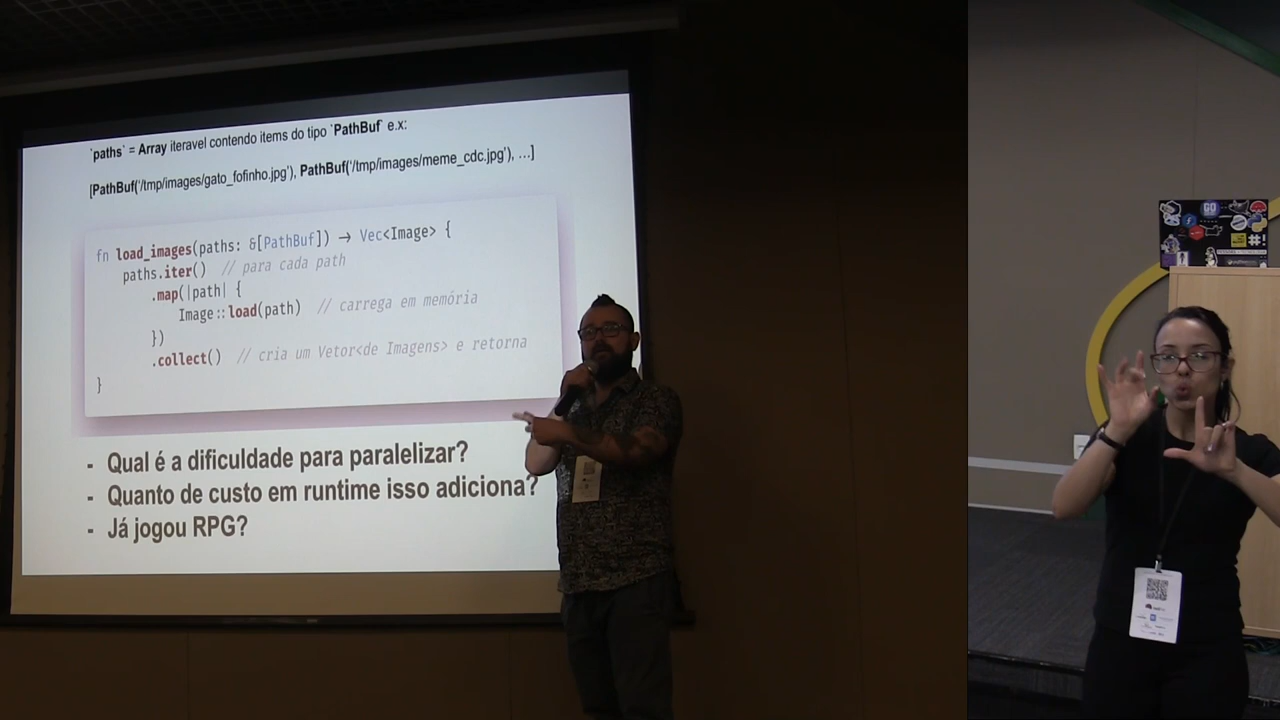 `paths` = Array iteravel contendo items do tipo `PathBuf` e.x:
[PathBuf('/tmp/images/gato_fofinho.jpg'), PathBuf('/tmp/images/meme_cdc.jpg'), ...]
fn load_images(paths: &[PathBuf]) → Vec<Image> {
paths.iter() // para cada path
.map(|path| {
Image::load(path) // carrega em memória
})
.collect() // cria um Vetor<de Imagens> e retorna
}
- Qual é a dificuldade para paralelizar?
- Quanto de custo em runtime isso adiciona?
- Já jogou RPG?
GO
#!